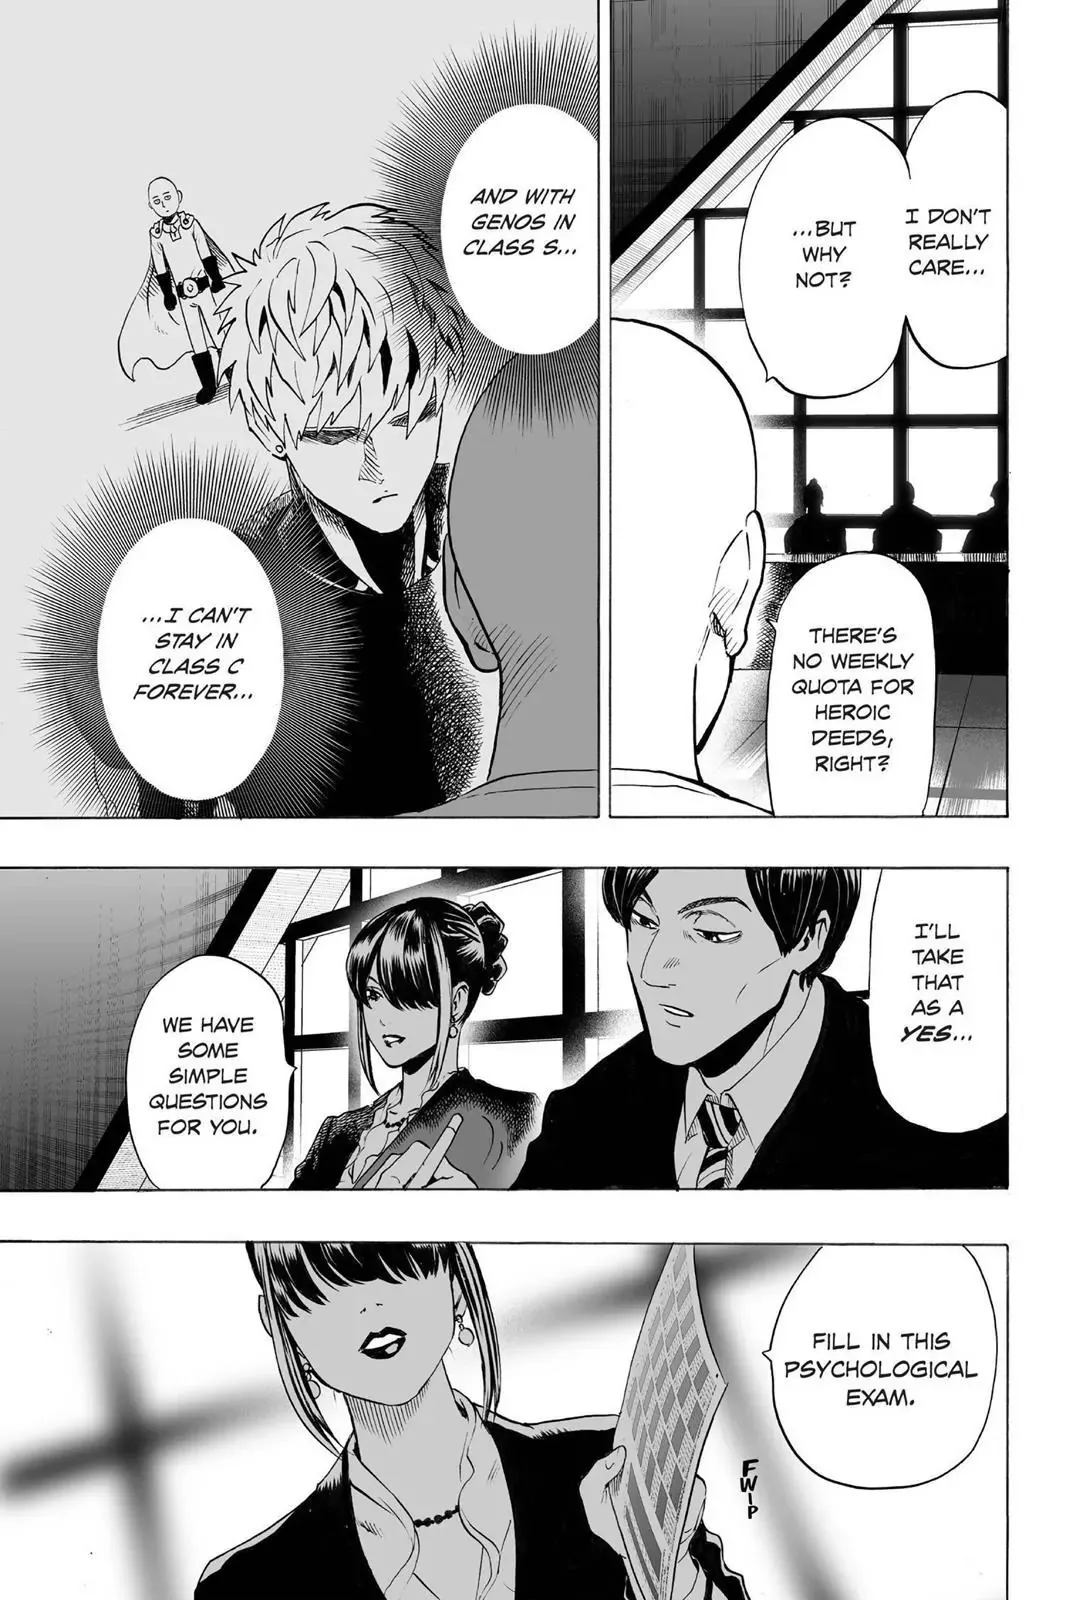 I DON'T
REALLY
CARE...
...BUT
WHY
NOT?
THERE'S
NO WEEKLY
QUOTA FOR
HEROIC
DEEDS,
RIGHT?
AND WITH
GENOS IN
CLASS S...
...I CAN'T
STAY IN
CLASS C
FOREVER...
I'LL
TAKE
THAT
AS A
YES...
WE HAVE
SOME
SIMPLE
QUESTIONS
FOR YOU.
FILL IN THIS
PSYCHOLOGICAL
EXAM.
FWIP